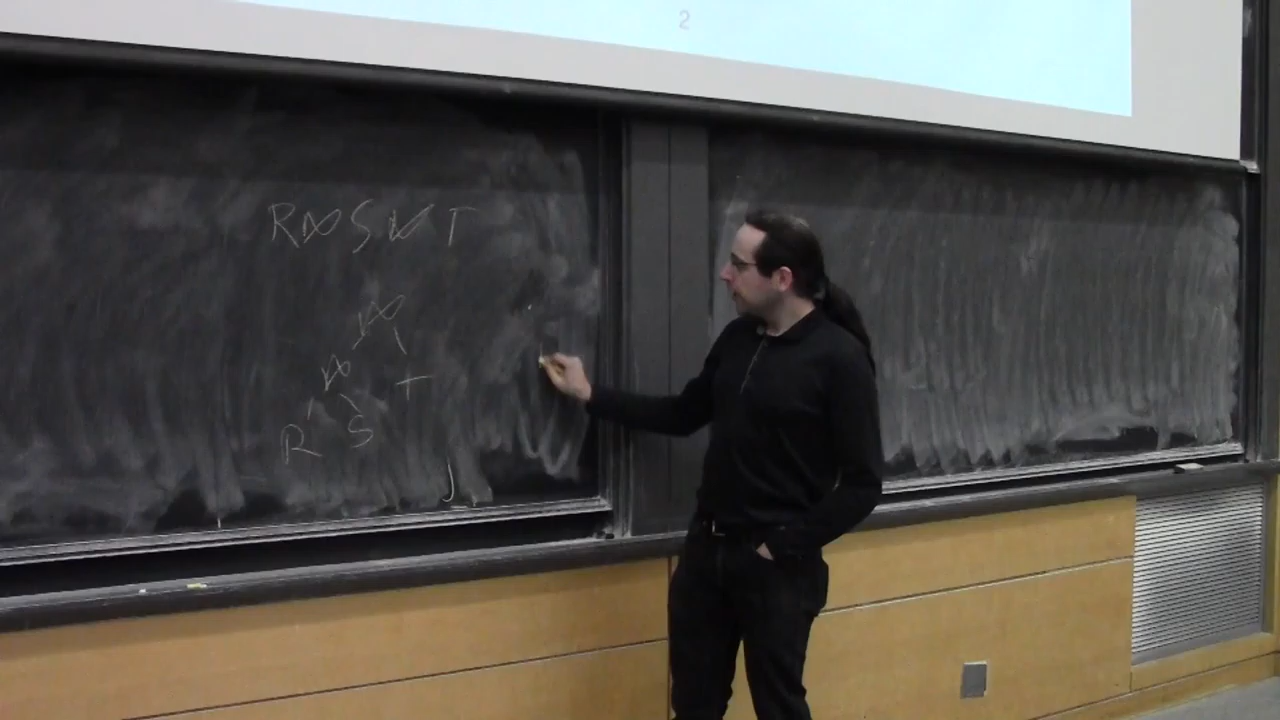 2
R ⋈ S ⋈ T
⋈
⋈ T
R S